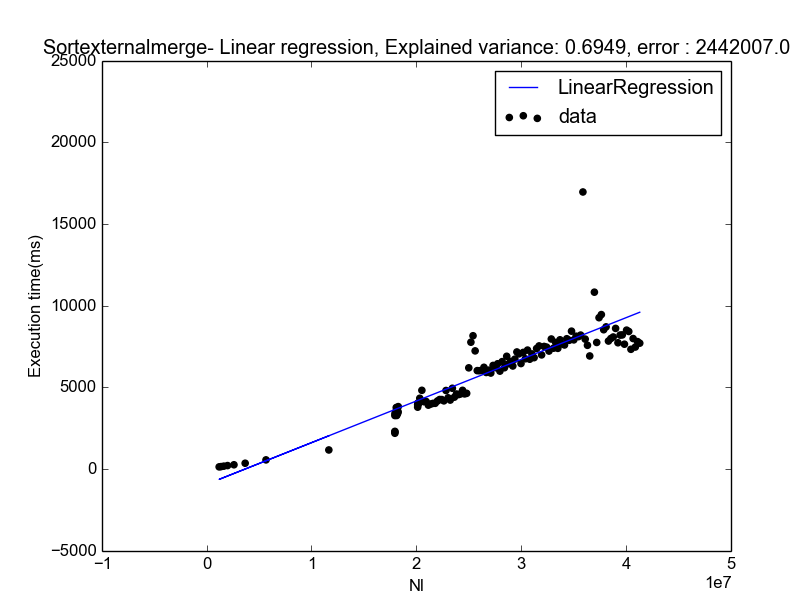 Sortexternalmerge- Linear regression, Explained variance: 0.6949, error : 2442007.0
25000
20000
15000
10000
5000
0
−5000
Execution time(ms)
LinearRegression
data
−1
0
1
2
3
4
5
1e7
NI